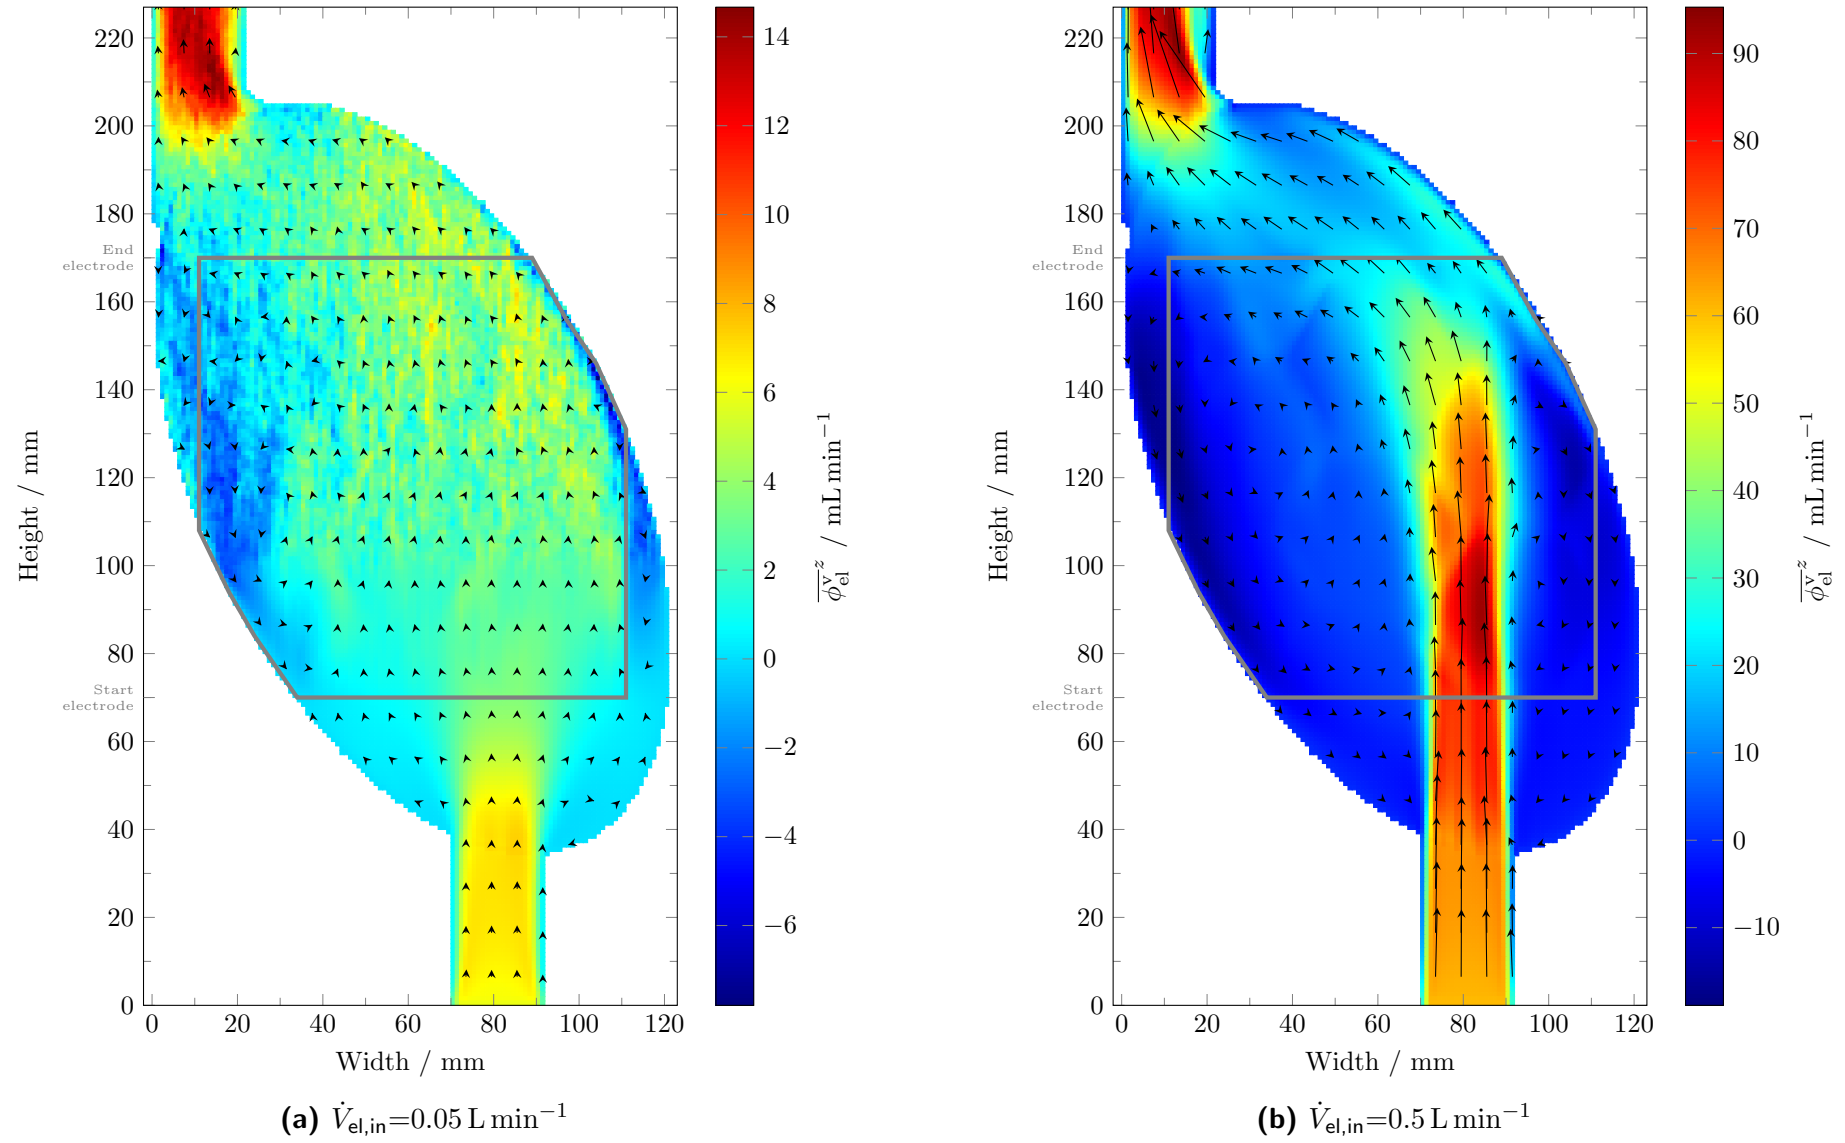 220
200
180
160
140
120
100
80
60
40
20
0
Height / mm
End
electrode
Start
electrode
0 20 40 60 80 100 120
Width / mm
14
12
10
8
6
4
2
0
−2
−4
−6
ϕ̅ᵛₑₗᶻ / mL min⁻¹
(a) V̇el,in=0.05 L min⁻¹
220
200
180
160
140
120
100
80
60
40
20
0
Height / mm
End
electrode
Start
electrode
0 20 40 60 80 100 120
Width / mm
90
80
70
60
50
40
30
20
10
0
−10
ϕ̅ᵛₑₗᶻ / mL min⁻¹
(b) V̇el,in=0.5 L min⁻¹